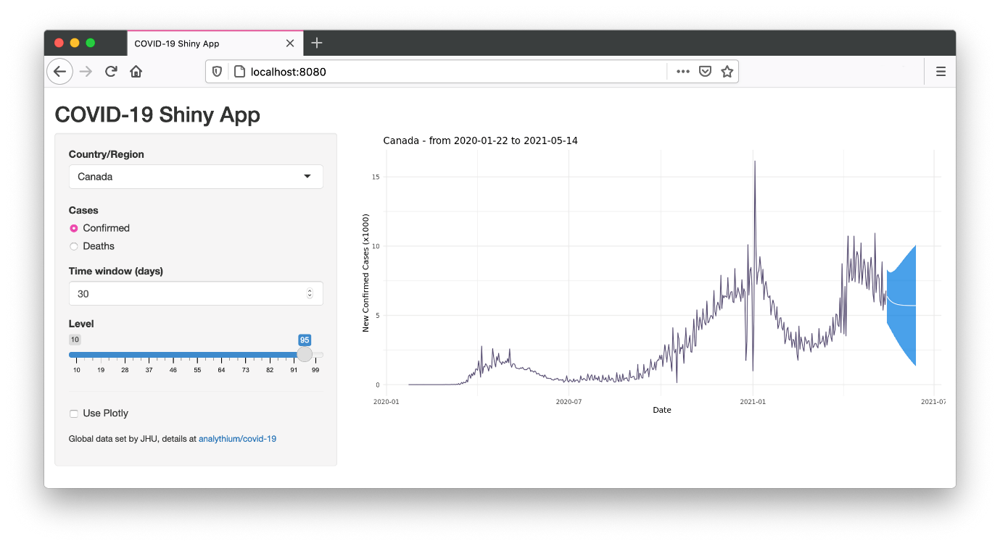 COVID-19 Shiny App
localhost:8080
COVID-19 Shiny App
Country/Region
Canada
Cases
Confirmed
Deaths
Time window (days)
30
Level
10 95
10 19 28 37 46 55 64 73 82 91 99
Use Plotly
Global data set by JHU, details at analythium/covid-19
Canada - from 2020-01-22 to 2021-05-14
New Confirmed Cases (x1000)
15
10
5
0
2020-01 2020-07 2021-01 2021-07
Date